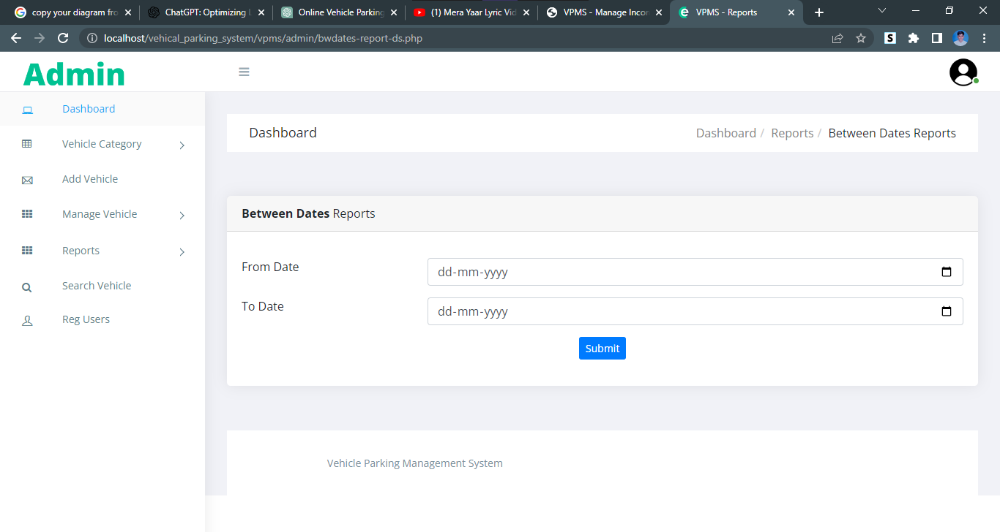 copy your diagram fro
ChatGPT: Optimizing L
Online Vehicle Parking
(1) Mera Yaar Lyric Vid
VPMS - Manage Incor
VPMS - Reports
localhost/vehical_parking_system/vpms/admin/bwdates-report-ds.php
Admin
Dashboard
Vehicle Category
Add Vehicle
Manage Vehicle
Reports
Search Vehicle
Reg Users
Dashboard
Dashboard / Reports / Between Dates Reports
Between Dates Reports
From Date
dd-mm-yyyy
To Date
dd-mm-yyyy
Submit
Vehicle Parking Management System